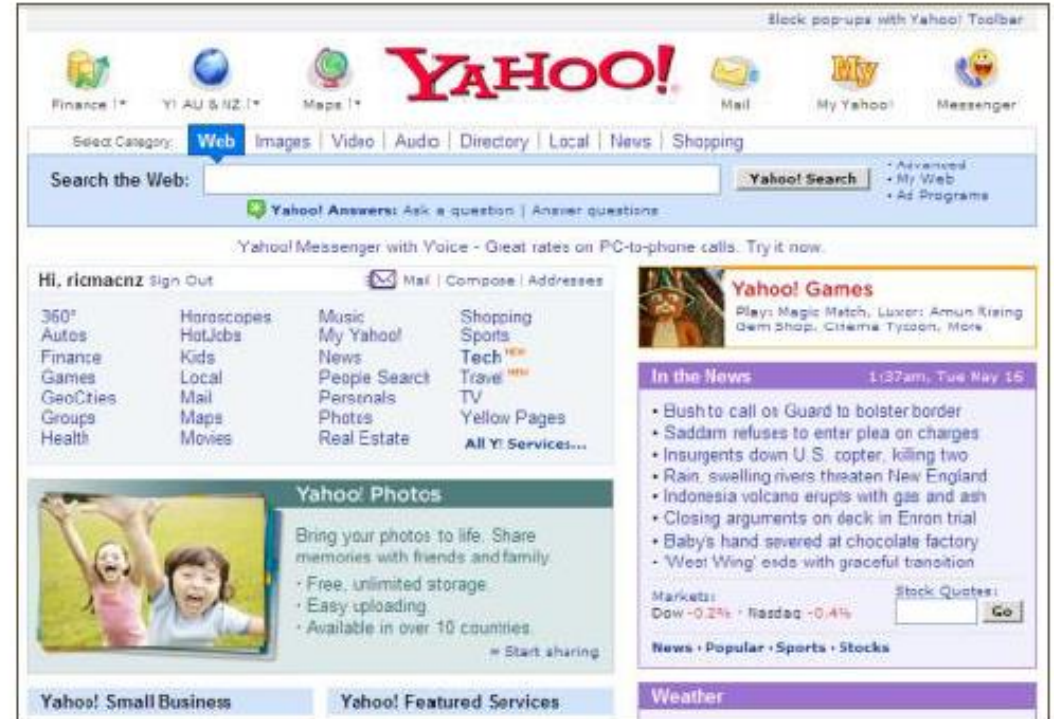 Block pop-ups with Yahoo! Toolbar
Finance
Y! AU & NZ
Maps
YAHOO!
Mail
My
My Yahoo!
Messenger
Select Category:
Web
Images | Video | Audio | Directory | Local | News | Shopping
Search the Web:
Yahoo! Search
· Advanced
· My Web
· Ad Programs
Yahoo! Answers: Ask a question | Answer questions
Yahoo! Messenger with Voice - Great rates on PC-to-phone calls. Try it now.
Hi, ricmacnz Sign Out
Mail | Compose | Addresses
360°
Autos
Finance
Games
GeoCities
Groups
Health
Horoscopes
HotJobs
Kids
Local
Mail
Maps
Movies
Music
My Yahoo!
News
People Search
Personals
Photos
Real Estate
Shopping
Sports
Tech NEW
Travel NEW
TV
Yellow Pages
All Y! Services...
Yahoo! Photos
Bring your photos to life. Share
memories with friends and family.
· Free, unlimited storage
· Easy uploading
· Available in over 10 countries.
» Start sharing
Yahoo! Small Business
Yahoo! Featured Services
Yahoo! Games
Play: Magic Match, Luxor: Amun Rising
Gem Shop, Cinema Tycoon, More
In the News
1:37am, Tue May 16
• Bush to call on Guard to bolster border
• Saddam refuses to enter plea on charges
• Insurgents down U.S. copter, killing two
• Rain, swelling rivers threaten New England
• Indonesia volcano erupts with gas and ash
• Closing arguments on deck in Enron trial
• Baby's hand severed at chocolate factory
• 'West Wing' ends with graceful transition
Markets:
Dow -0.2% · Nasdaq -0.4%
Stock Quotes:
Go
News · Popular · Sports · Stocks
Weather